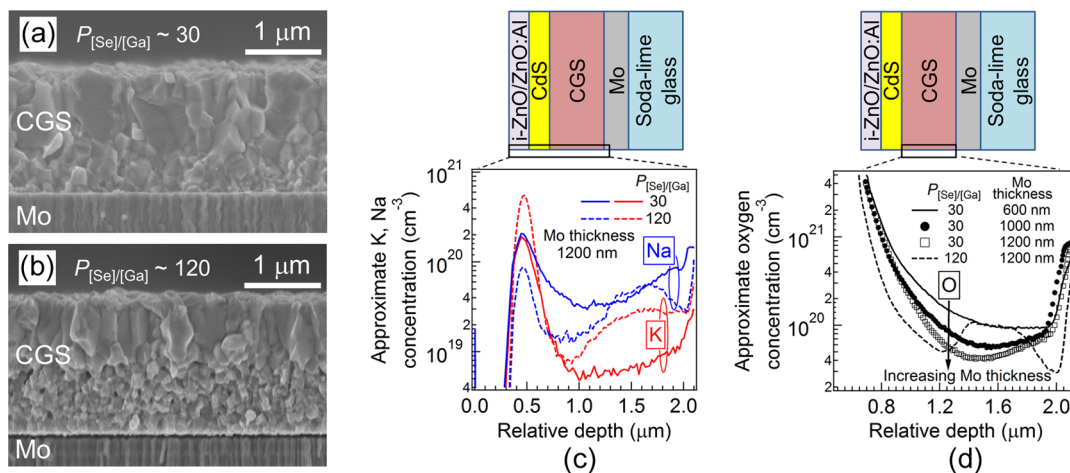 (a)
P[Se]/[Ga] ~ 30
1 μm
CGS
Mo
(b)
P[Se]/[Ga] ~ 120
1 μm
CGS
Mo
i-ZnO/ZnO:Al
CdS
CGS
Mo
Soda-lime
glass
Approximate K, Na
concentration (cm-3)
10^21
4
2
10^20
4
2
10^19
4
P[Se]/[Ga]
30
120
Mo thickness
1200 nm
Na
K
0.0 0.5 1.0 1.5 2.0
Relative depth (μm)
(c)
i-ZnO/ZnO:Al
CdS
CGS
Mo
Soda-lime
glass
Approximate oxygen
concentration (cm-3)
4
2
10^21
4
2
10^20
4
2
P[Se]/[Ga] Mo
thickness
30 600 nm
30 1000 nm
30 1200 nm
120 1200 nm
O
Increasing Mo thickness
0.8 1.2 1.6 2.0
Relative depth (μm)
(d)